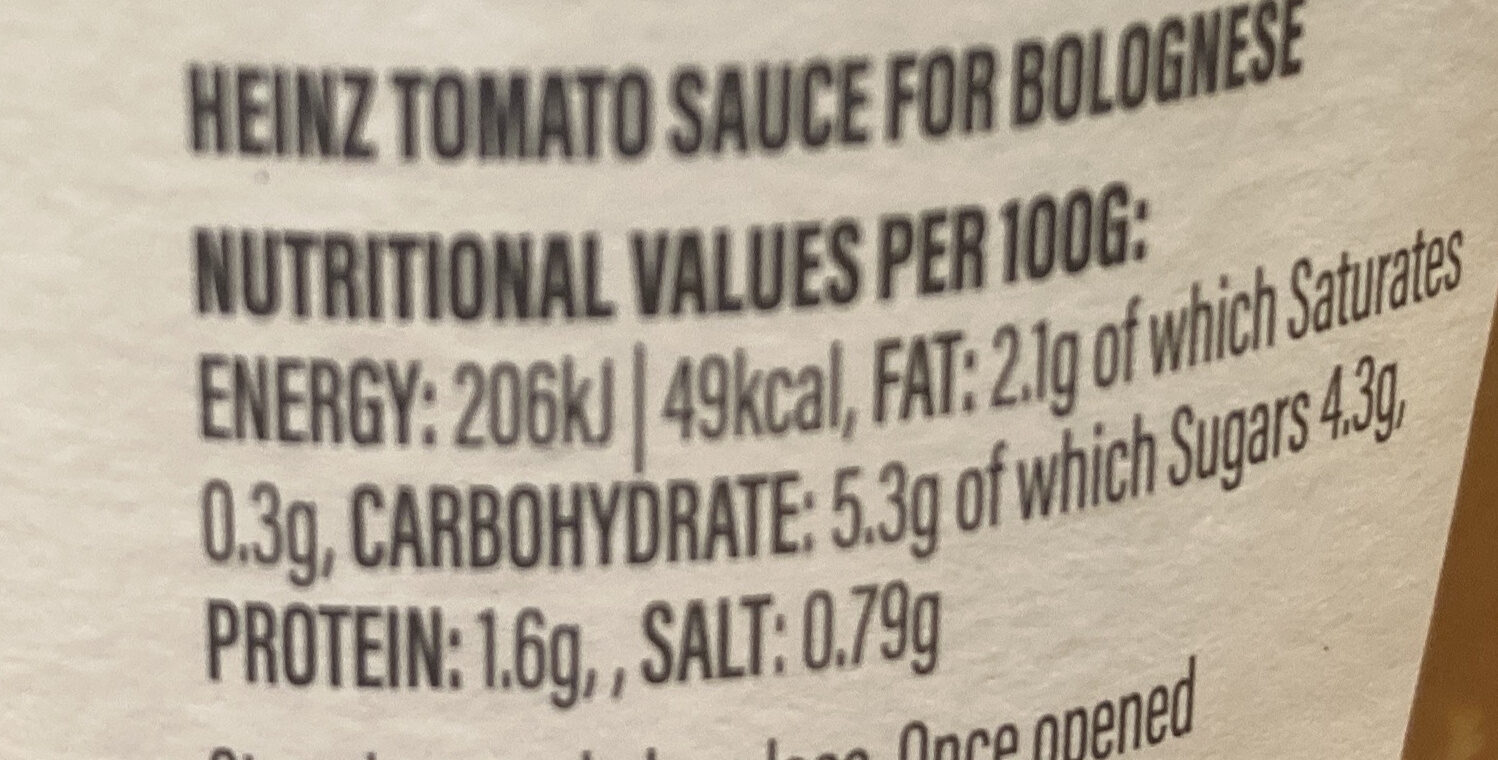 HEINZ TOMATO SAUCE FOR BOLOGNESE
NUTRITIONAL VALUES PER 100G:
ENERGY: 206kJ | 49kcal, FAT: 2.1g of which Saturates
0.3g, CARBOHYDRATE: 5.3g of which Sugars 4.3g,
PROTEIN: 1.6g, , SALT: 0.79g
Once opened